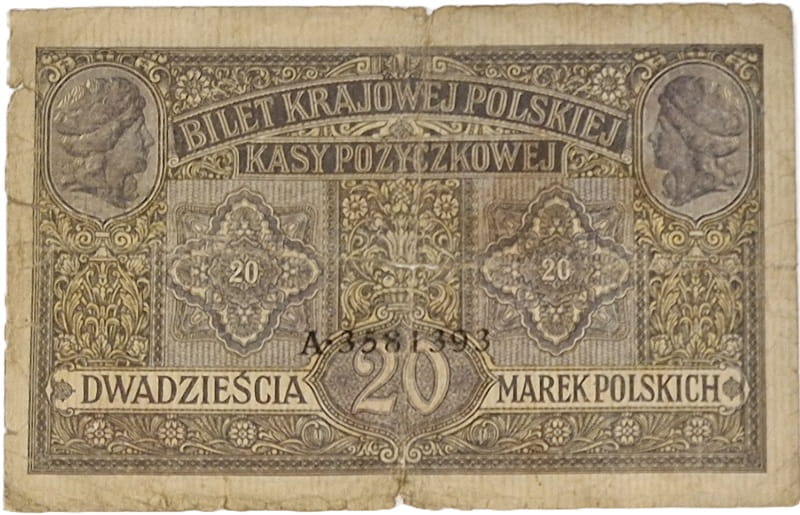 BILET KRAJOWEJ POLSKIEJ
KASY POŻYCZKOWEJ
20 20
A·3581393
DWADZIEŚCIA 20 MAREK POLSKICH